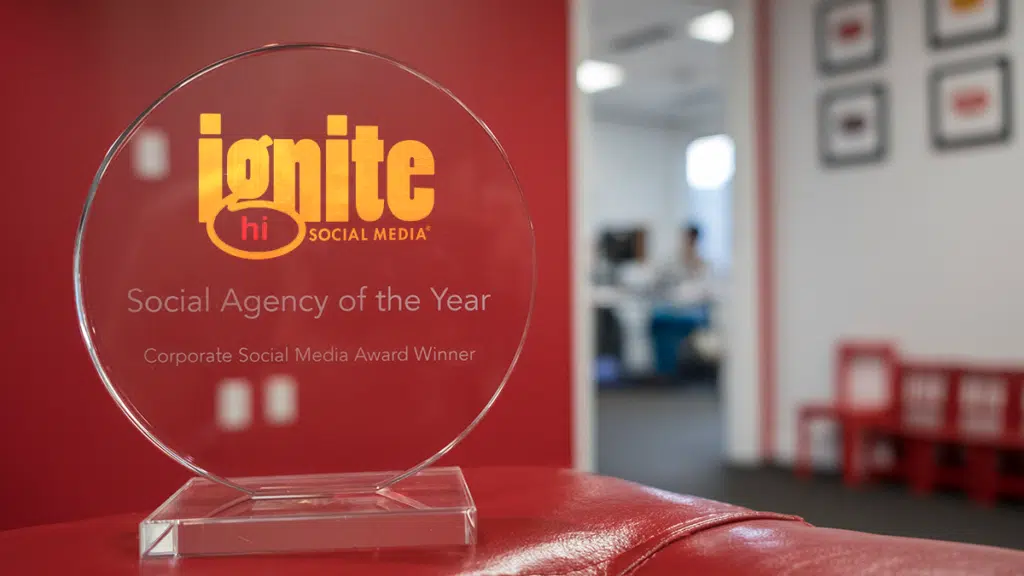 ignite
hi
SOCIAL MEDIA®
Social Agency of the Year
Corporate Social Media Award Winner